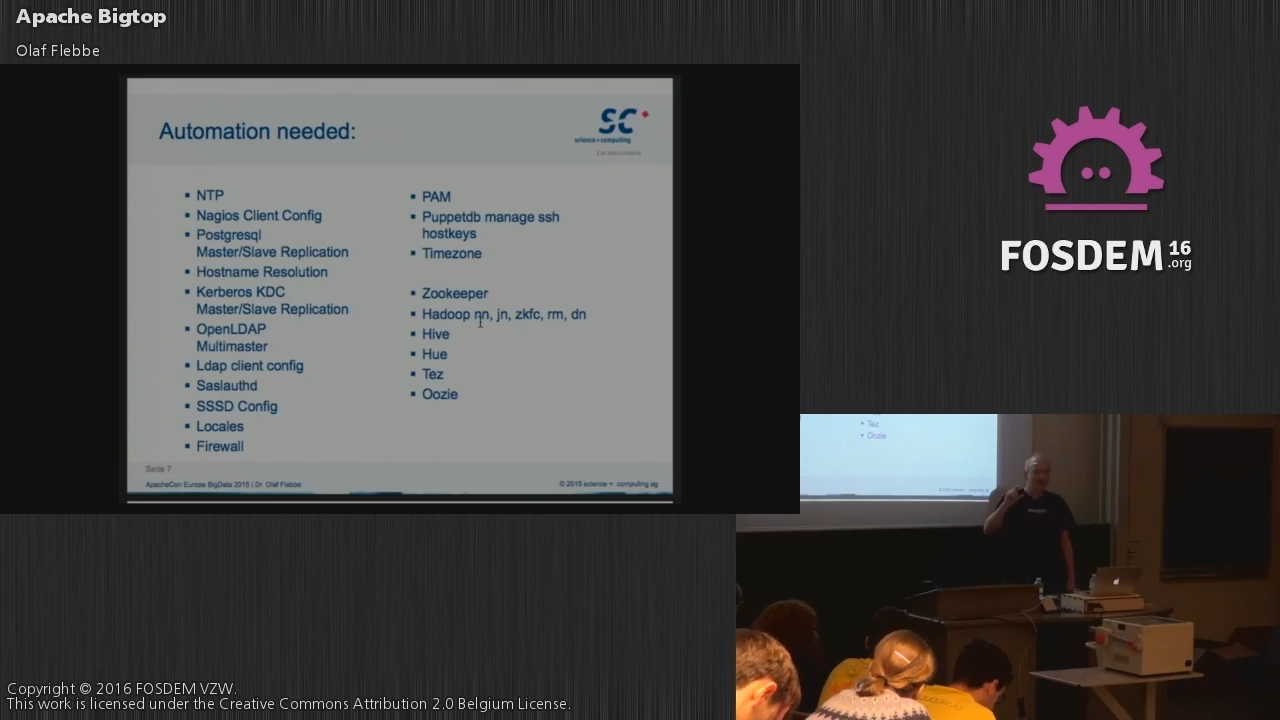 Apache Bigtop
Olaf Flebbe
Automation needed:
SC
science + computing
NTP
Nagios Client Config
Postgresql
Master/Slave Replication
Hostname Resolution
Kerberos KDC
Master/Slave Replication
OpenLDAP
Multimaster
Ldap client config
Saslauthd
SSSD Config
Locales
Firewall
PAM
Puppetdb manage ssh
hostkeys
Timezone
Zookeeper
Hadoop nn, jn, zkfc, rm, dn
Hive
Hue
Tez
Oozie
Seite 7
ApacheCon Europe BigData 2015 | Dr. Olaf Flebbe
© 2015 science + computing ag
FOSDEM 16
.org
Tez
Oozie
Copyright © 2016 FOSDEM VZW.
This work is licensed under the Creative Commons Attribution 2.0 Belgium License.